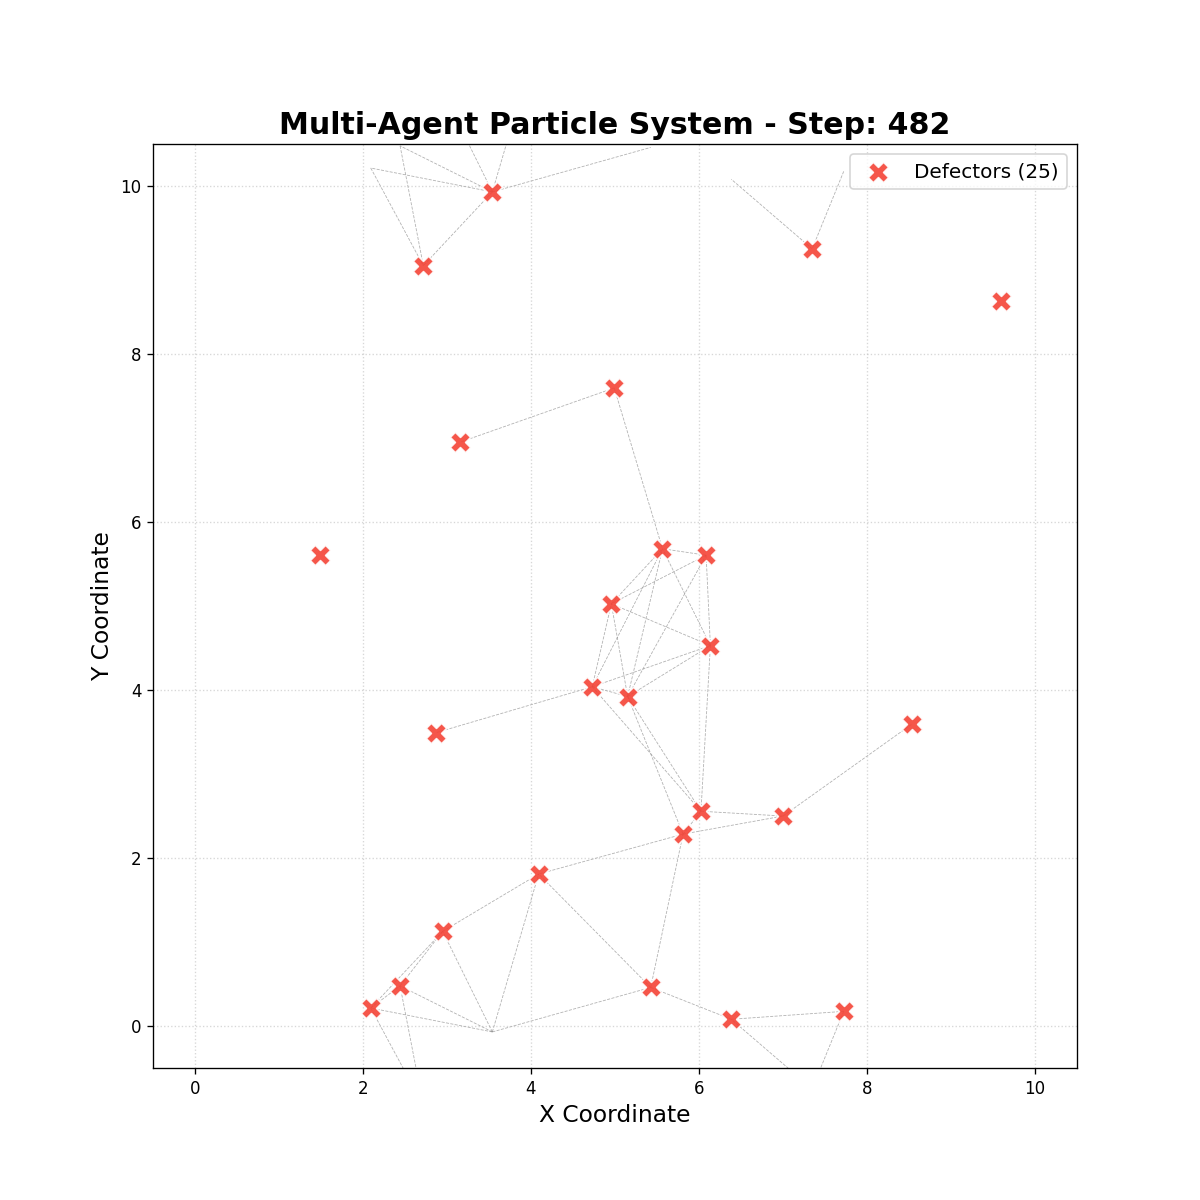 Multi-Agent Particle System - Step: 482
Defectors (25)
10
8
6
4
2
0
Y Coordinate
0 2 4 6 8 10
X Coordinate